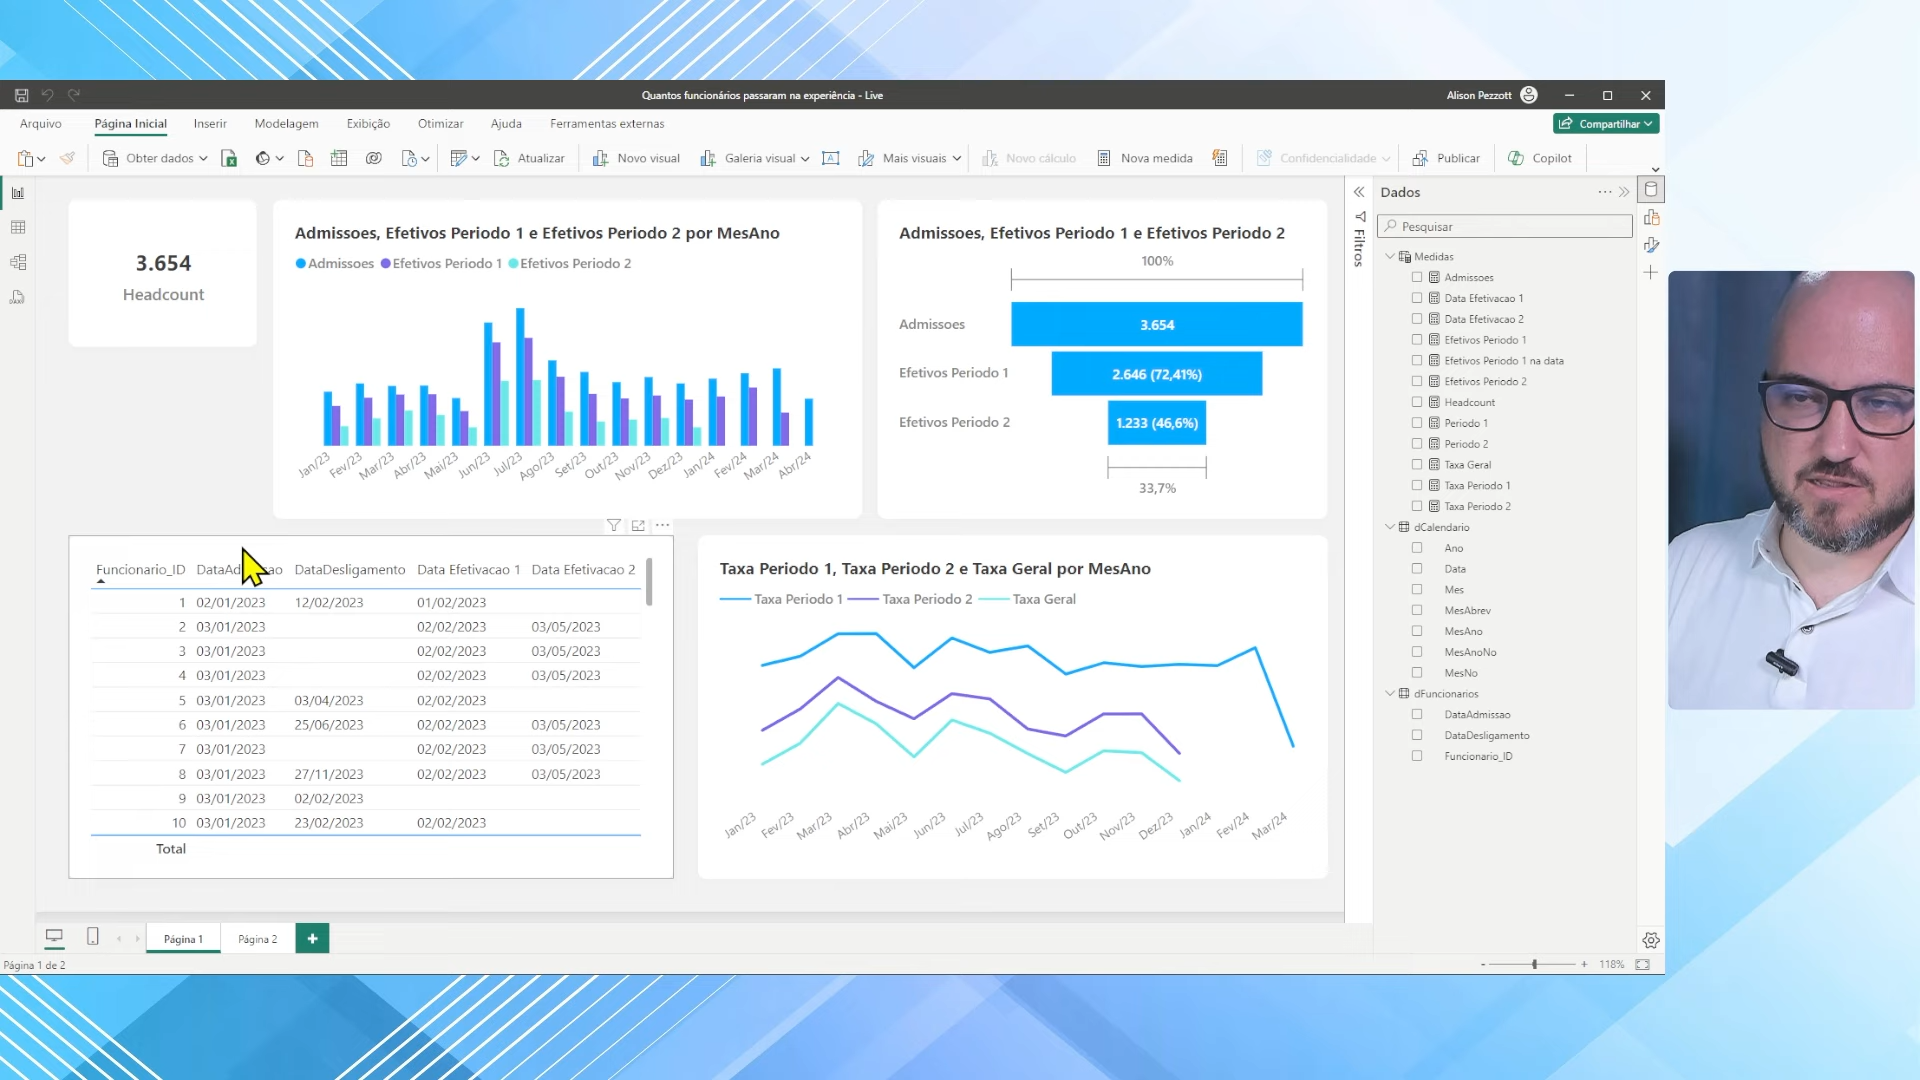 Quantos funcionários passaram na experiência - Live
Alison Pezzott
Arquivo
Página Inicial
Inserir
Modelagem
Exibição
Otimizar
Ajuda
Ferramentas externas
Compartilhar
Obter dados
Atualizar
Novo visual
Galeria visual
A
Mais visuais
Novo cálculo
Nova medida
Confidencialidade
Publicar
Copilot
3.654
Headcount
Admissoes, Efetivos Periodo 1 e Efetivos Periodo 2 por MesAno
Admissoes Efetivos Periodo 1 Efetivos Periodo 2
Jan/23 Fev/23 Mar/23 Abr/23 Mai/23 Jun/23 Jul/23 Ago/23 Set/23 Out/23 Nov/23 Dez/23 Jan/24 Fev/24 Mar/24 Abr/24
Admissoes, Efetivos Periodo 1 e Efetivos Periodo 2
100%
Admissoes 3.654
Efetivos Periodo 1 2.646 (72,41%)
Efetivos Periodo 2 1.233 (46,6%)
33,7%
Funcionario_ID DataDesligamento Data Efetivacao 1 Data Efetivacao 2
1 02/01/2023 12/02/2023 01/02/2023
2 03/01/2023 02/02/2023 03/05/2023
3 03/01/2023 02/02/2023 03/05/2023
4 03/01/2023 02/02/2023 03/05/2023
5 03/01/2023 03/04/2023 02/02/2023
6 03/01/2023 25/06/2023 02/02/2023 03/05/2023
7 03/01/2023 02/02/2023 03/05/2023
8 03/01/2023 27/11/2023 02/02/2023 03/05/2023
9 03/01/2023 02/02/2023
10 03/01/2023 23/02/2023 02/02/2023
Total
Taxa Periodo 1, Taxa Periodo 2 e Taxa Geral por MesAno
Taxa Periodo 1 Taxa Periodo 2 Taxa Geral
Jan/23 Fev/23 Mar/23 Abr/23 Mai/23 Jun/23 Jul/23 Ago/23 Set/23 Out/23 Nov/23 Dez/23 Jan/24 Fev/24 Mar/24
Filtros
Dados
Pesquisar
Medidas
Admissoes
Data Efetivacao 1
Data Efetivacao 2
Efetivos Periodo 1
Efetivos Periodo 1 na data
Efetivos Periodo 2
Headcount
Periodo 1
Periodo 2
Taxa Geral
Taxa Periodo 1
Taxa Periodo 2
dCalendario
Ano
Data
Mes
MesAbrev
MesAno
MesAnoNo
MesNo
dFuncionarios
DataAdmissao
DataDesligamento
Funcionario_ID
Página 1
Página 2
Página 1 de 2
118%